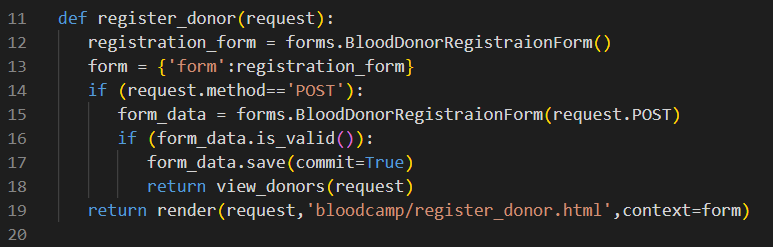 11 def register_donor(request):
12 registration_form = forms.BloodDonorRegistraionForm()
13 form = {'form':registration_form}
14 if (request.method=='POST'):
15 form_data = forms.BloodDonorRegistraionForm(request.POST)
16 if (form_data.is_valid()):
17 form_data.save(commit=True)
18 return view_donors(request)
19 return render(request,'bloodcamp/register_donor.html',context=form)
20